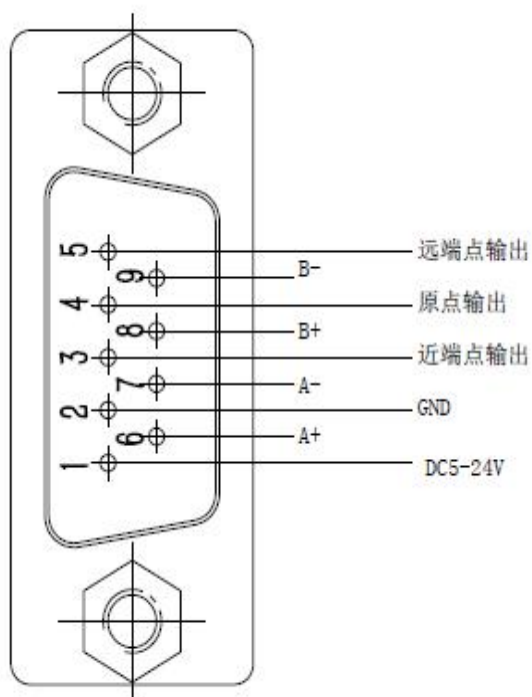 5 远端点输出
9 B-
4 原点输出
8 B+
3 近端点输出
7 A-
2 GND
6 A+
1 DC5-24V